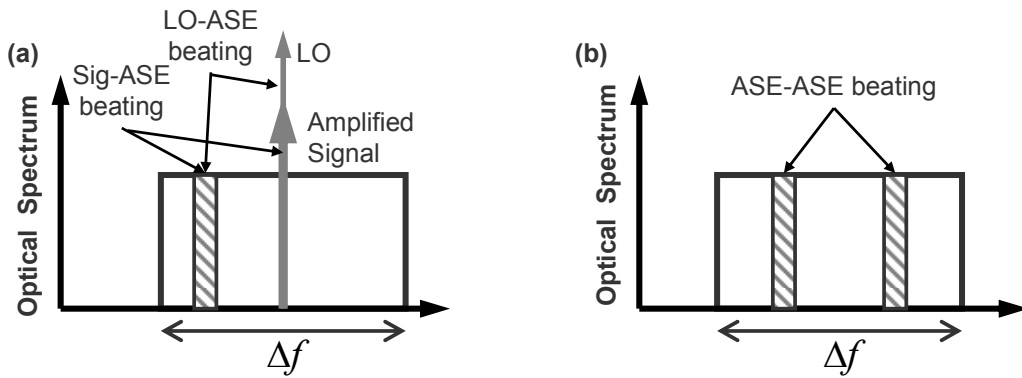 (a)
LO-ASE
beating
LO
Sig-ASE
beating
Amplified
Signal
Optical Spectrum
Δf
(b)
ASE-ASE beating
Optical Spectrum
Δf